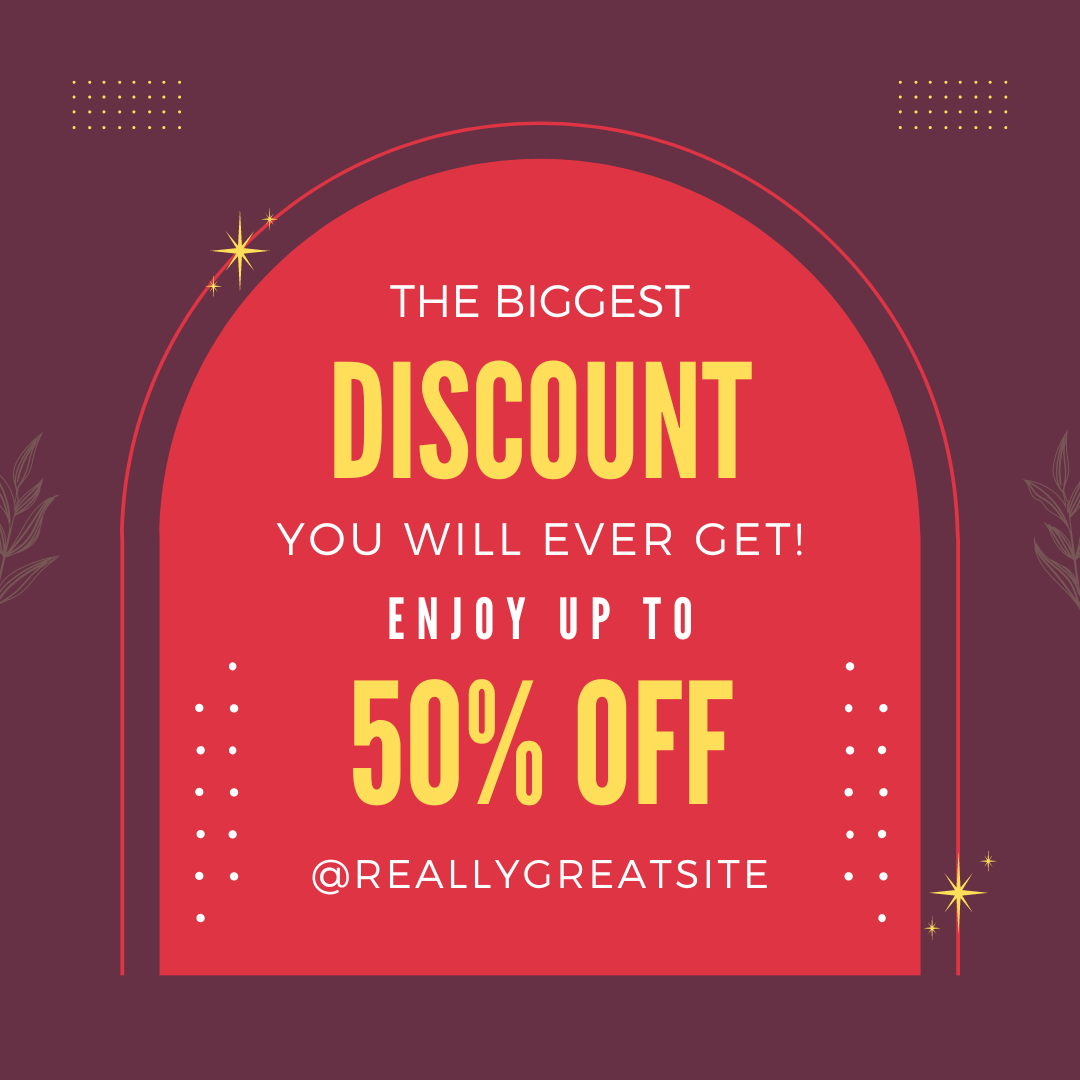 THE BIGGEST
DISCOUNT
YOU WILL EVER GET!
ENJOY UP TO
50% OFF
@REALLYGREATSITE